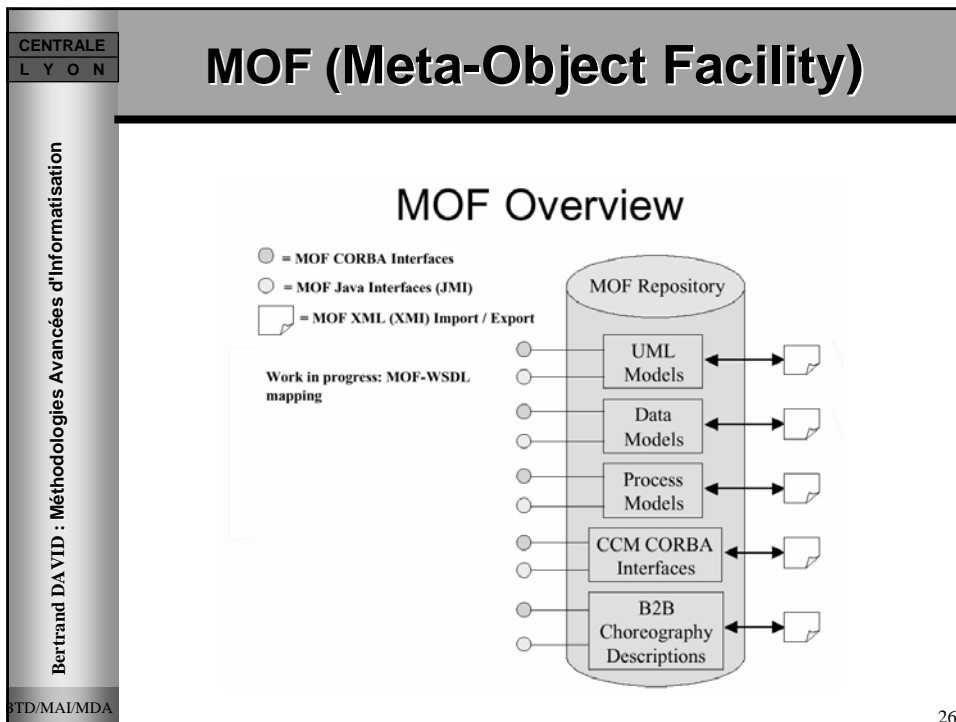 CENTRALE
L Y O N
MOF (Meta-Object Facility)
Bertrand DAVID : Méthodologies Avancées d'Informatisation
MOF Overview
= MOF CORBA Interfaces
= MOF Java Interfaces (JMI)
= MOF XML (XMI) Import / Export
Work in progress: MOF-WSDL
mapping
MOF Repository
UML
Models
Data
Models
Process
Models
CCM CORBA
Interfaces
B2B
Choreography
Descriptions
BTD/MAI/MDA
26